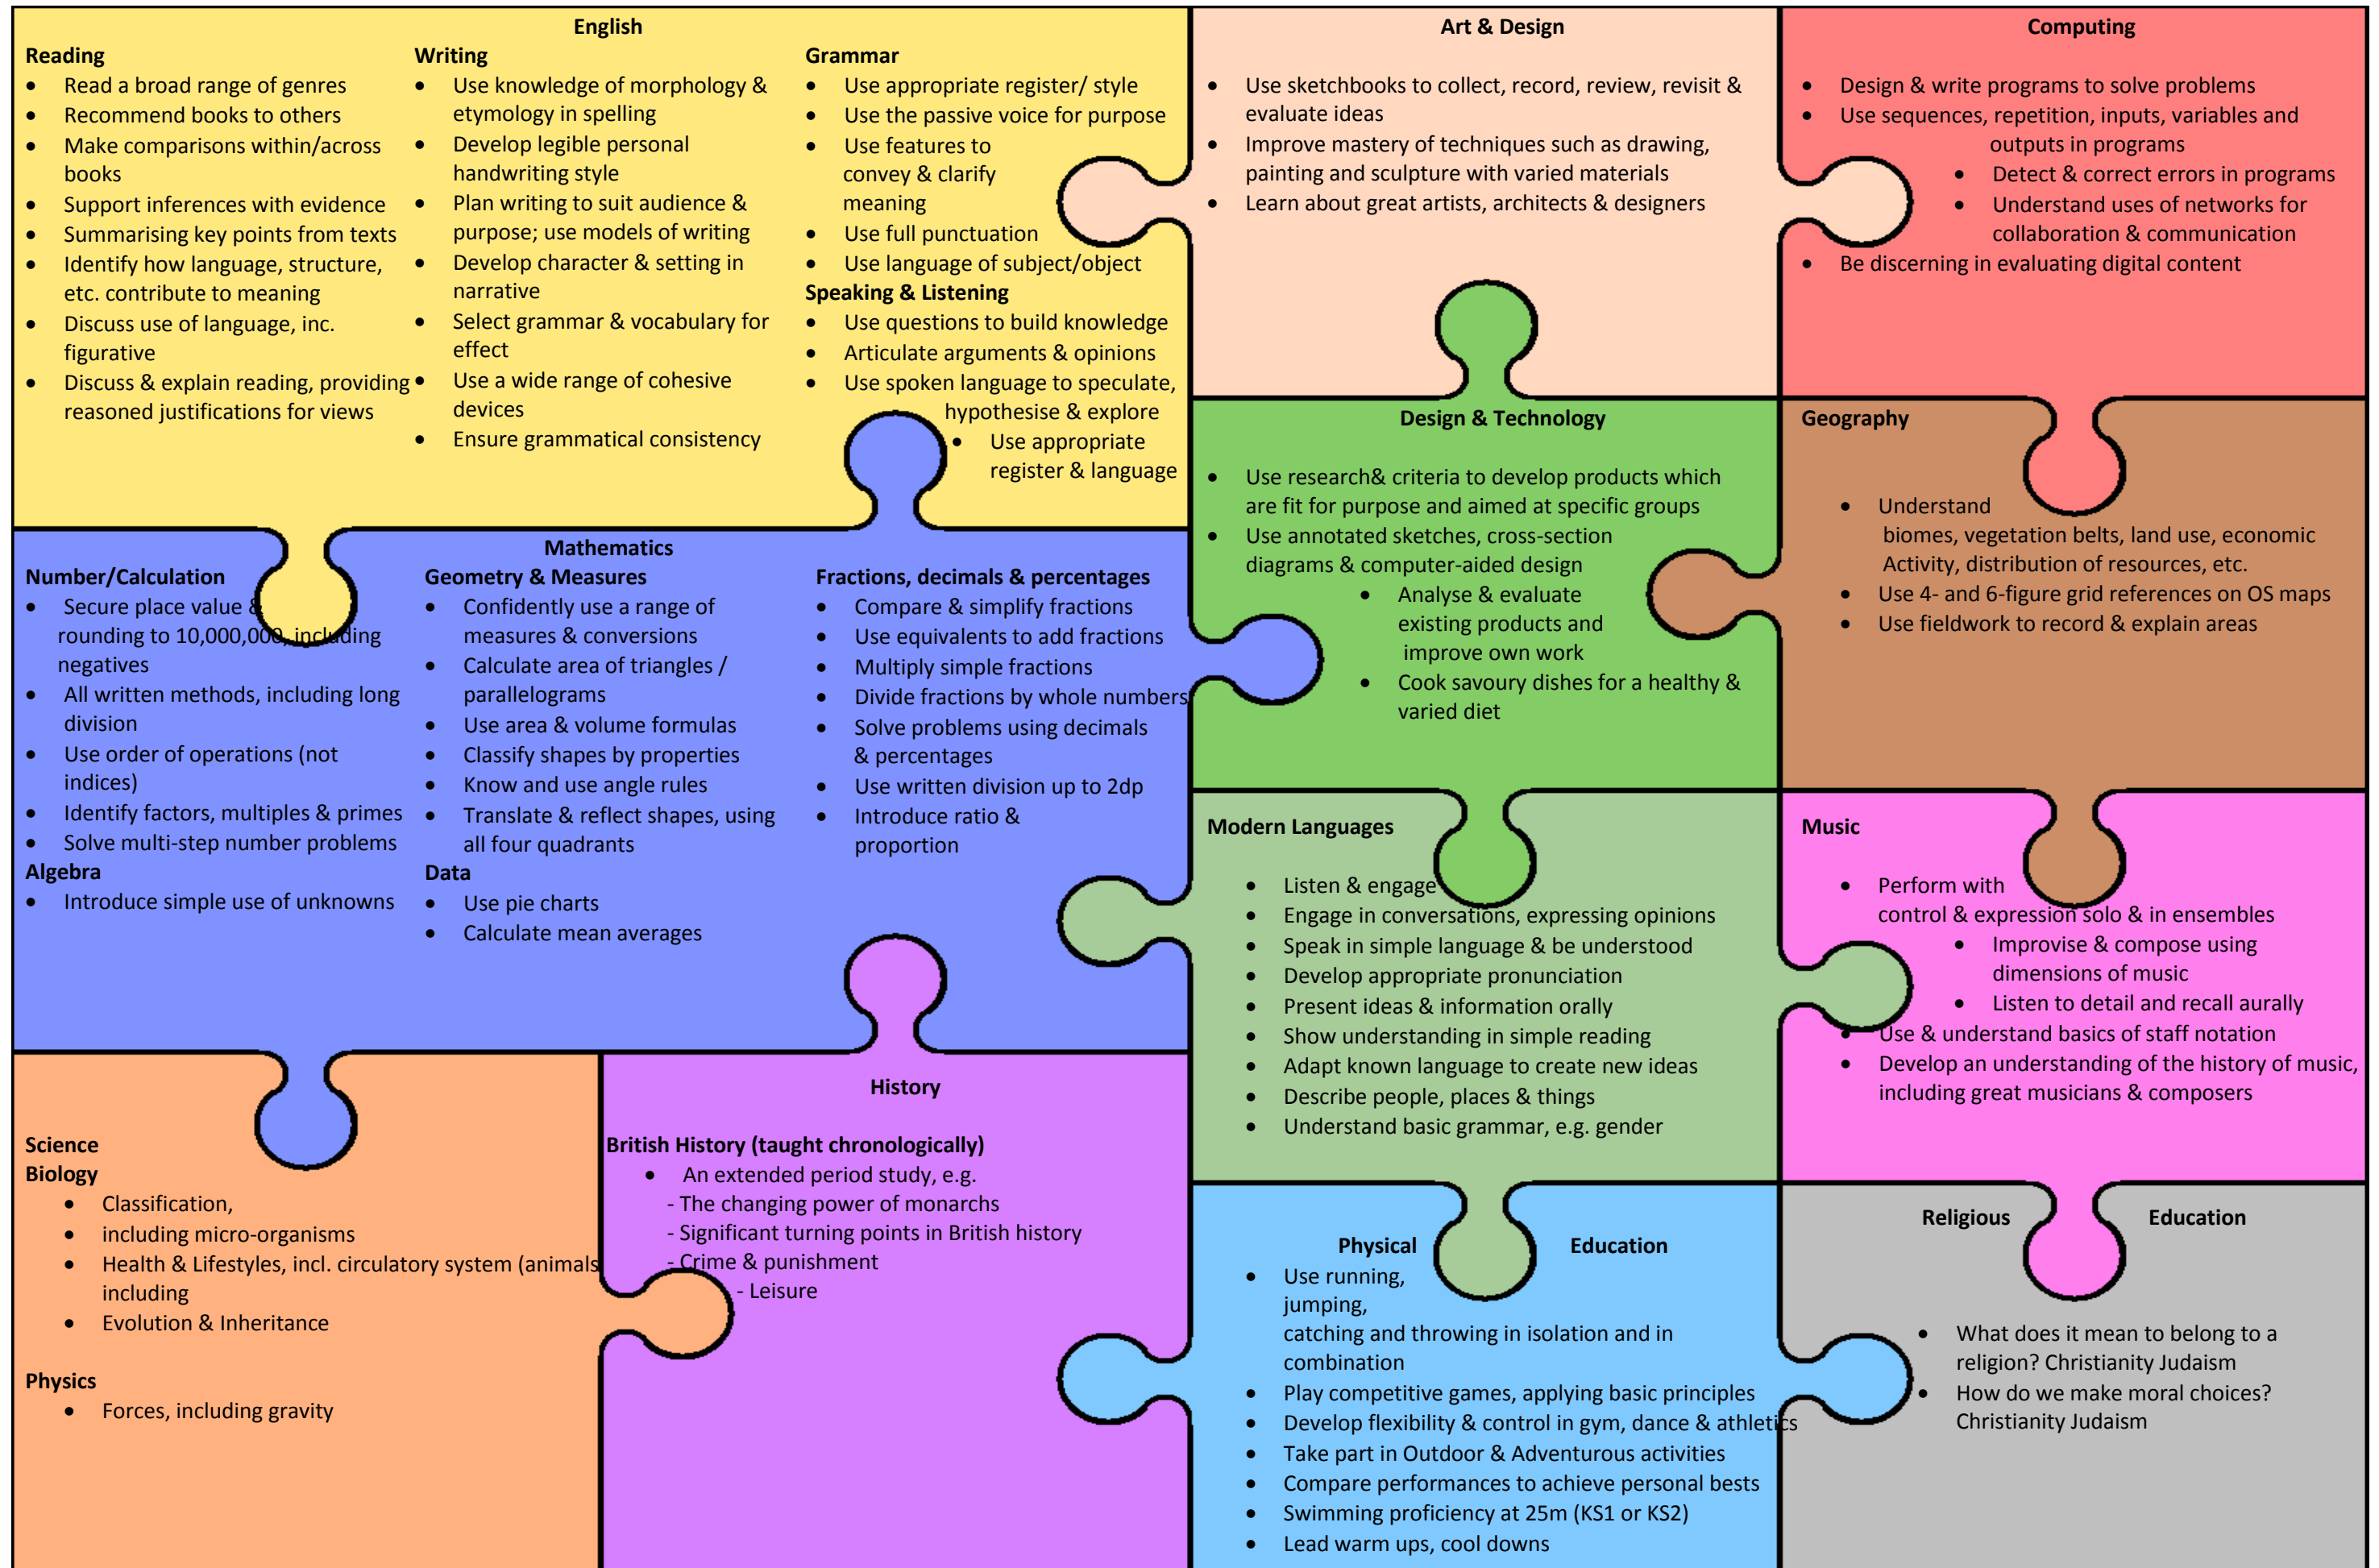 English
Reading
• Read a broad range of genres
• Recommend books to others
• Make comparisons within/across
books
• Support inferences with evidence
• Summarising key points from texts
• Identify how language, structure,
etc. contribute to meaning
• Discuss use of language, inc.
figurative
• Discuss & explain reading, providing
reasoned justifications for views
Writing
• Use knowledge of morphology &
etymology in spelling
• Develop legible personal
handwriting style
• Plan writing to suit audience &
purpose; use models of writing
• Develop character & setting in
narrative
• Select grammar & vocabulary for
effect
• Use a wide range of cohesive
devices
• Ensure grammatical consistency
Grammar
• Use appropriate register/ style
• Use the passive voice for purpose
• Use features to
convey & clarify
meaning
• Use full punctuation
• Use language of subject/object
Speaking & Listening
• Use questions to build knowledge
• Articulate arguments & opinions
• Use spoken language to speculate,
hypothesise & explore
• Use appropriate
register & language
Art & Design
• Use sketchbooks to collect, record, review, revisit &
evaluate ideas
• Improve mastery of techniques such as drawing,
painting and sculpture with varied materials
• Learn about great artists, architects & designers
Computing
• Design & write programs to solve problems
• Use sequences, repetition, inputs, variables and
outputs in programs
• Detect & correct errors in programs
• Understand uses of networks for
collaboration & communication
• Be discerning in evaluating digital content
Mathematics
Number/Calculation
• Secure place value &
rounding to 10,000,000, including
negatives
• All written methods, including long
division
• Use order of operations (not
indices)
• Identify factors, multiples & primes
• Solve multi-step number problems
Algebra
• Introduce simple use of unknowns
Geometry & Measures
• Confidently use a range of
measures & conversions
• Calculate area of triangles /
parallelograms
• Use area & volume formulas
• Classify shapes by properties
• Know and use angle rules
• Translate & reflect shapes, using
all four quadrants
Data
• Use pie charts
• Calculate mean averages
Fractions, decimals & percentages
• Compare & simplify fractions
• Use equivalents to add fractions
• Multiply simple fractions
• Divide fractions by whole numbers
• Solve problems using decimals
& percentages
• Use written division up to 2dp
• Introduce ratio &
proportion
Design & Technology
• Use research& criteria to develop products which
are fit for purpose and aimed at specific groups
• Use annotated sketches, cross-section
diagrams & computer-aided design
• Analyse & evaluate
existing products and
improve own work
• Cook savoury dishes for a healthy &
varied diet
Geography
• Understand
biomes, vegetation belts, land use, economic
Activity, distribution of resources, etc.
• Use 4- and 6-figure grid references on OS maps
• Use fieldwork to record & explain areas
Modern Languages
• Listen & engage
• Engage in conversations, expressing opinions
• Speak in simple language & be understood
• Develop appropriate pronunciation
• Present ideas & information orally
• Show understanding in simple reading
• Adapt known language to create new ideas
• Describe people, places & things
• Understand basic grammar, e.g. gender
Music
• Perform with
control & expression solo & in ensembles
• Improvise & compose using
dimensions of music
• Listen to detail and recall aurally
• Use & understand basics of staff notation
• Develop an understanding of the history of music,
including great musicians & composers
Science
Biology
• Classification,
• including micro-organisms
• Health & Lifestyles, incl. circulatory system (animals
including
• Evolution & Inheritance
Physics
• Forces, including gravity
History
British History (taught chronologically)
• An extended period study, e.g.
- The changing power of monarchs
- Significant turning points in British history
- Crime & punishment
- Leisure
Physical Education
• Use running,
jumping,
catching and throwing in isolation and in
combination
• Play competitive games, applying basic principles
• Develop flexibility & control in gym, dance & athletics
• Take part in Outdoor & Adventurous activities
• Compare performances to achieve personal bests
• Swimming proficiency at 25m (KS1 or KS2)
• Lead warm ups, cool downs
Religious Education
• What does it mean to belong to a
religion? Christianity Judaism
• How do we make moral choices?
Christianity Judaism